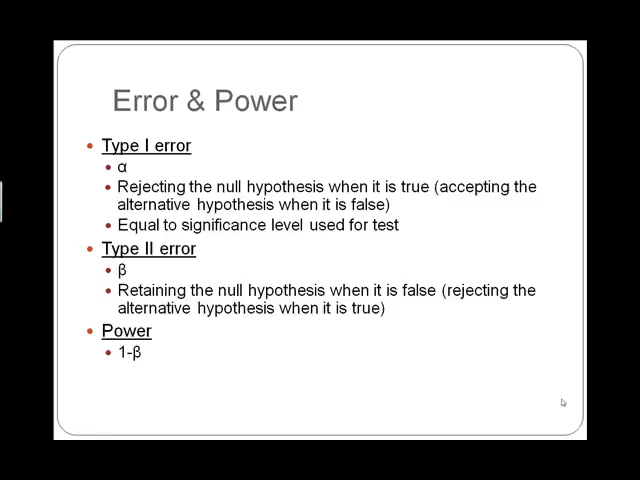 Error & Power
Type I error
α
Rejecting the null hypothesis when it is true (accepting the
alternative hypothesis when it is false)
Equal to significance level used for test
Type II error
β
Retaining the null hypothesis when it is false (rejecting the
alternative hypothesis when it is true)
Power
1-β